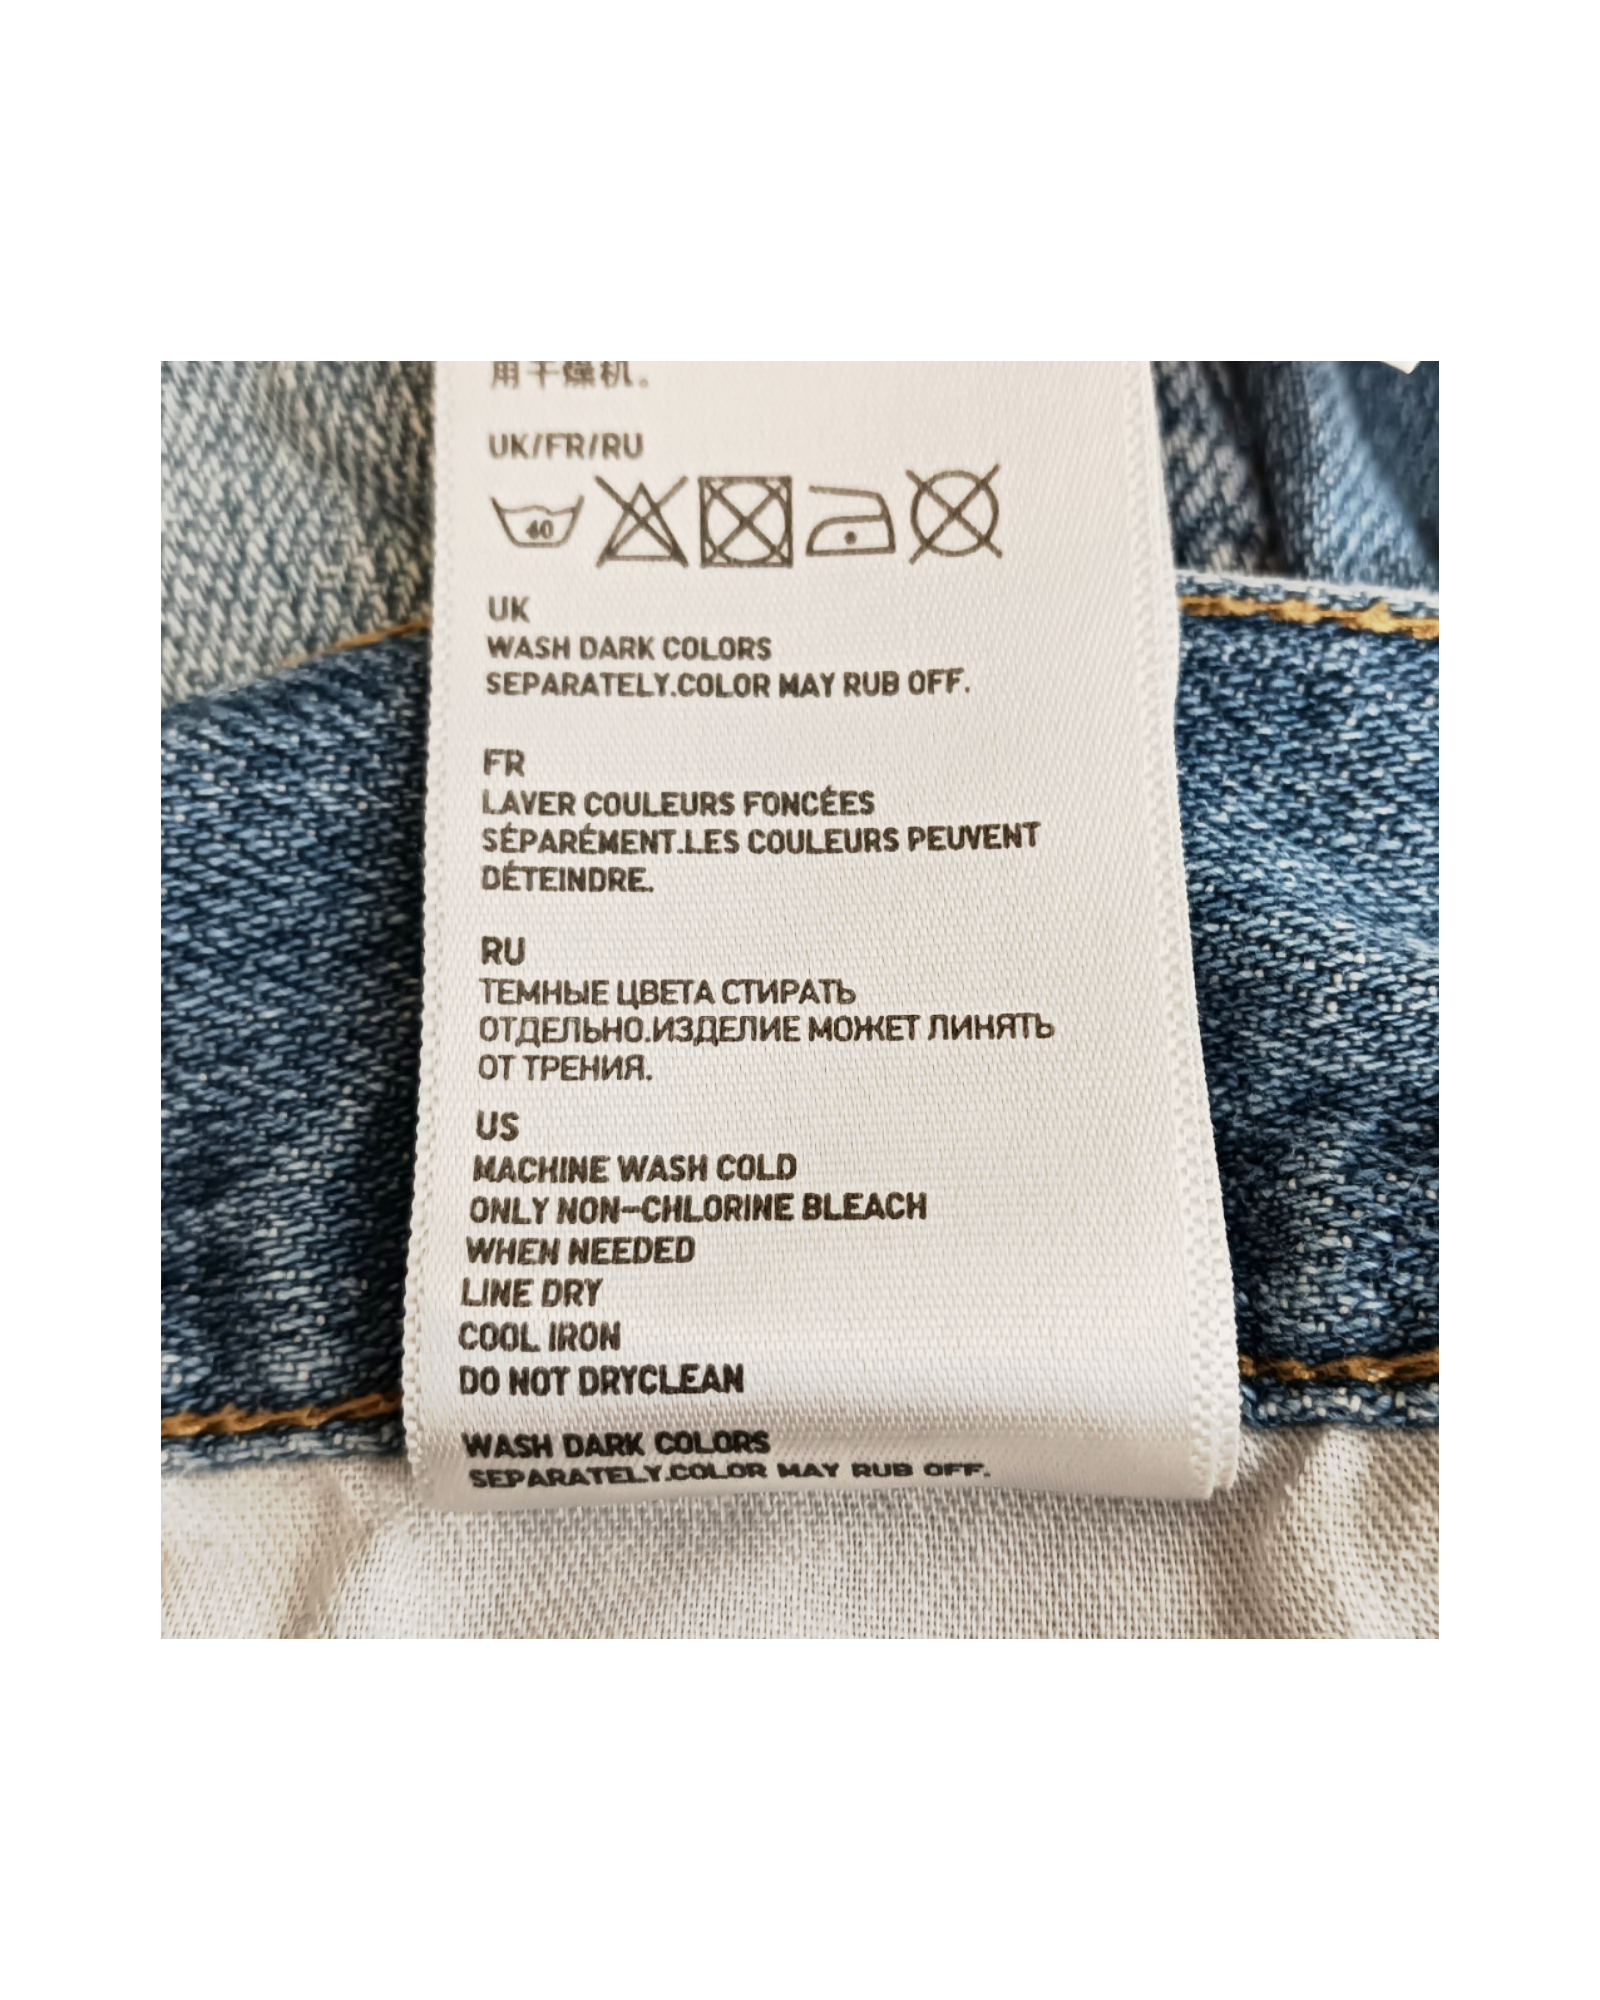 用干燥机。
UK/FR/RU
40
UK
WASH DARK COLORS
SEPARATELY.COLOR MAY RUB OFF.
FR
LAVER COULEURS FONCÉES
SÉPARÉMENT.LES COULEURS PEUVENT
DÉTEINDRE.
RU
ТЕМНЫЕ ЦВЕТА СТИРАТЬ
ОТДЕЛЬНО.ИЗДЕЛИЕ МОЖЕТ ЛИНЯТЬ
ОТ ТРЕНИЯ.
US
MACHINE WASH COLD
ONLY NON-CHLORINE BLEACH
WHEN NEEDED
LINE DRY
COOL IRON
DO NOT DRYCLEAN
WASH DARK COLORS
SEPARATELY.COLOR MAY RUB OFF.